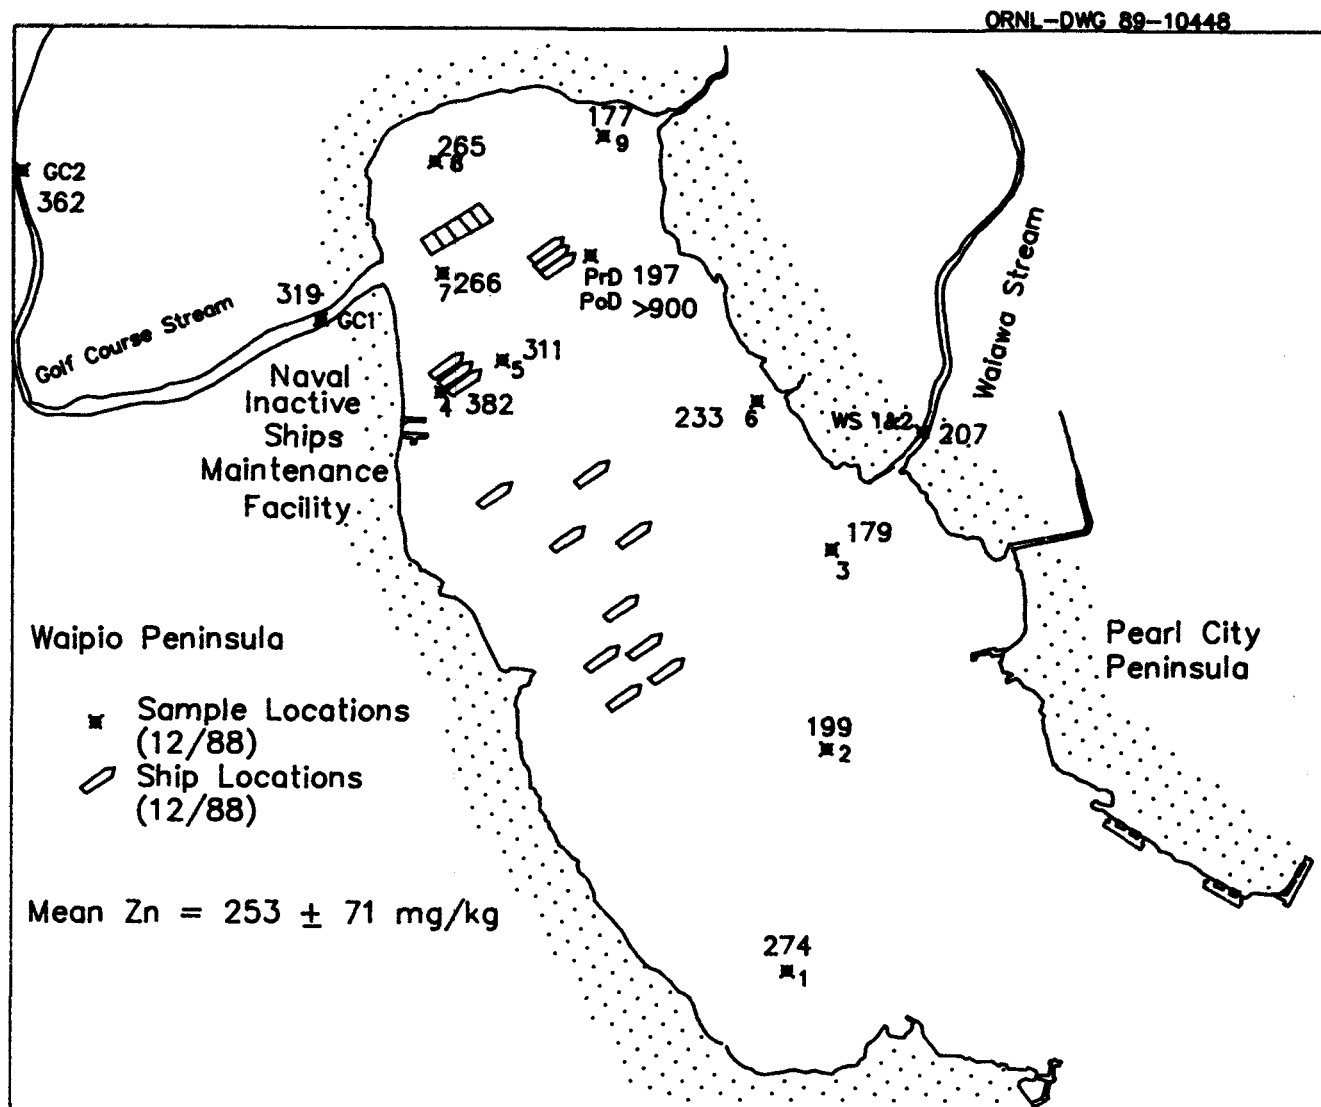 ORNL-DWG 89-10448
177
9
265
8
GC2
362
7
266
PrD 197
PoD >900
319
GC1
Golf Course Stream
Waiawa Stream
5
311
4
382
Naval
Inactive
Ships
Maintenance
Facility
233
6
WS 1&2
207
179
3
Waipio Peninsula
Pearl City
Peninsula
Sample Locations
(12/88)
Ship Locations
(12/88)
199
2
Mean Zn = 253 ± 71 mg/kg
274
1